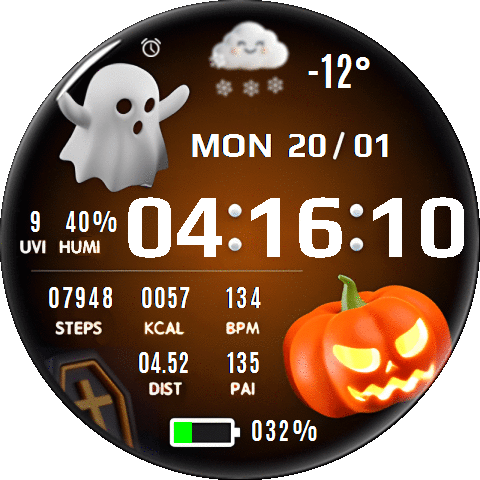 -12°
MON 20/01
04:16:10
9 40%
UVI HUMI
07948 0057 134
STEPS KCAL BPM
04.52 135
DIST PAI
032%